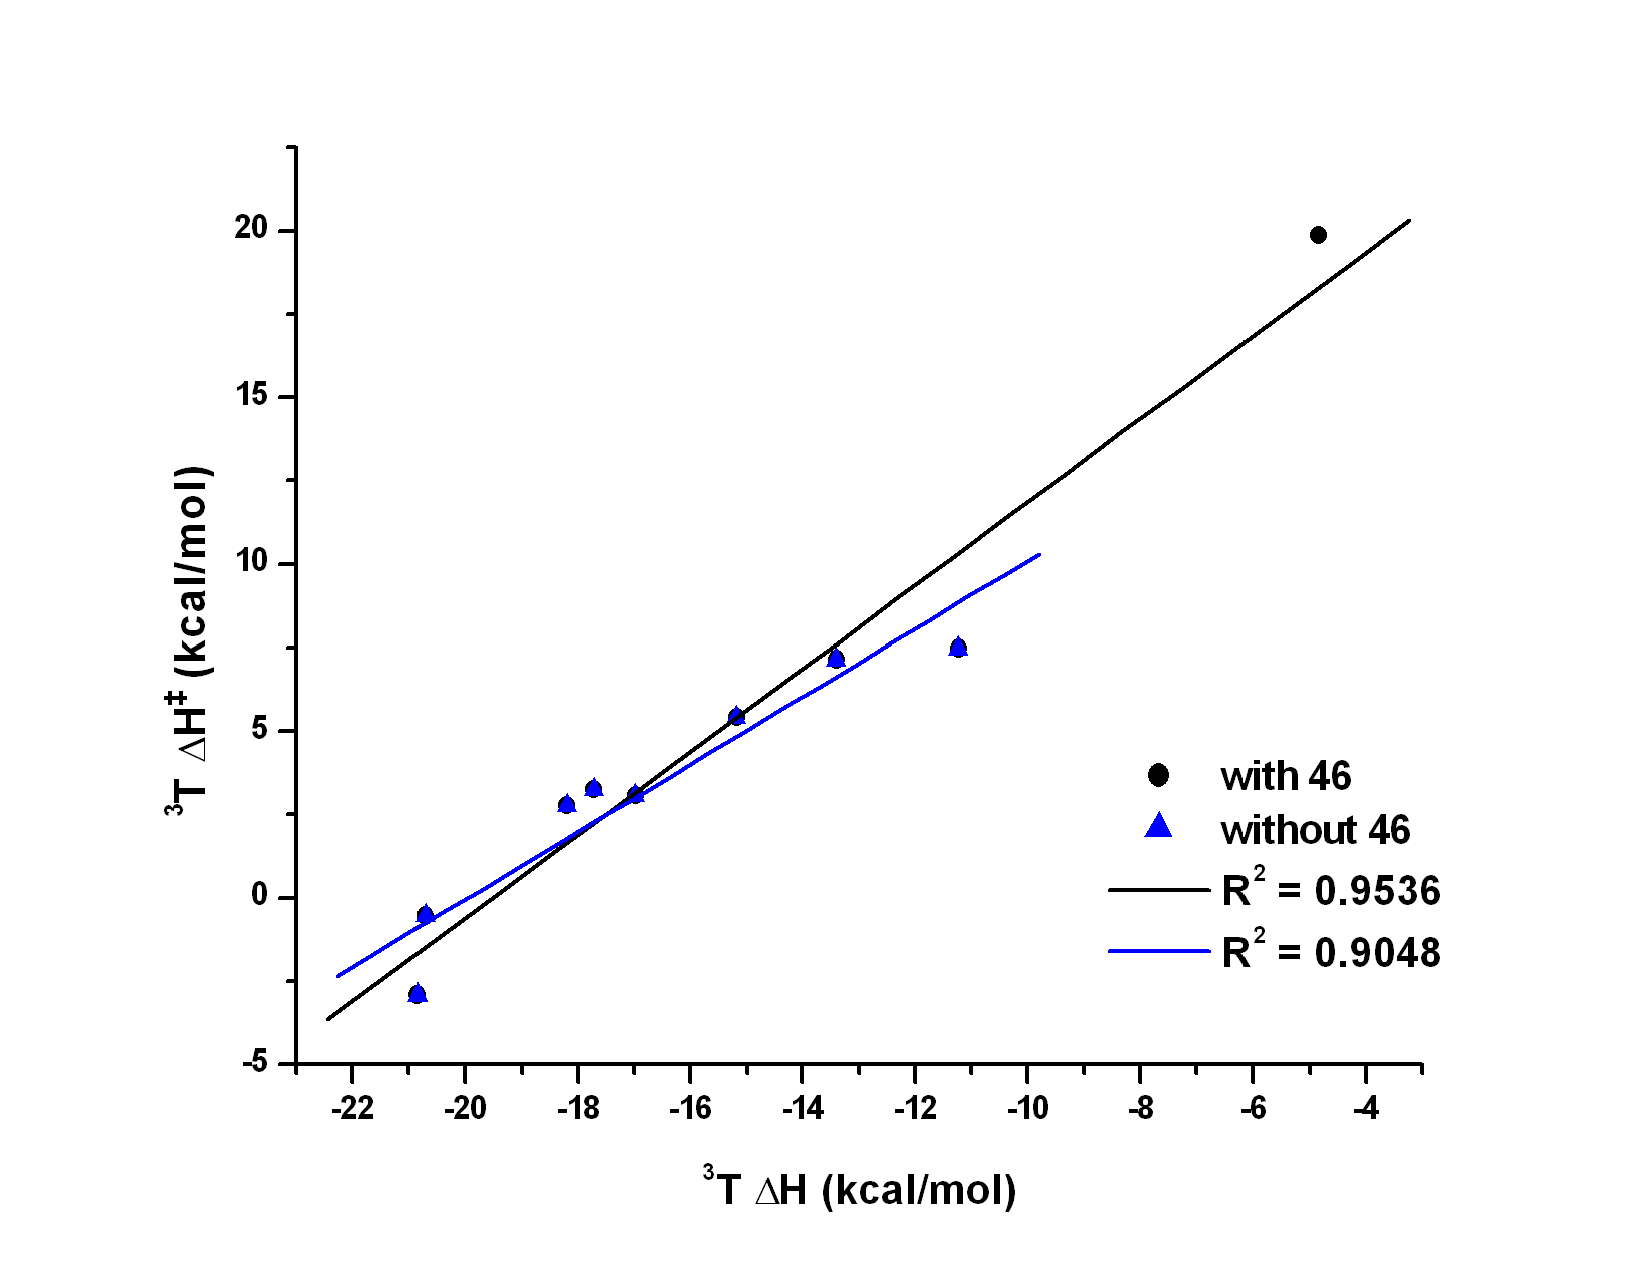 20
15
10
5
0
-5
³T ΔH‡ (kcal/mol)
with 46
without 46
R² = 0.9536
R² = 0.9048
-22 -20 -18 -16 -14 -12 -10 -8 -6 -4
³T ΔH (kcal/mol)